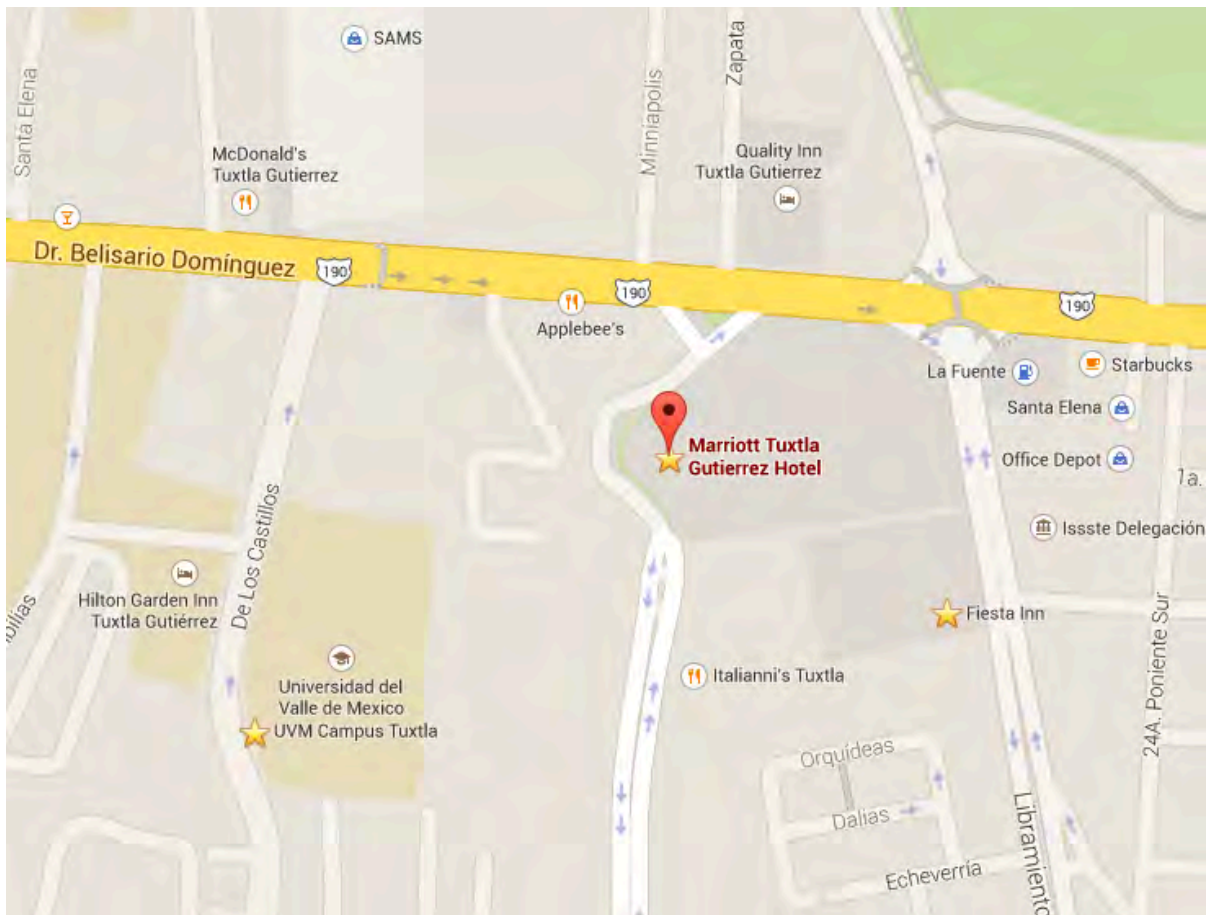 SAMS
Santa Elena
McDonald's
Tuxtla Gutierrez
Minniapolis
Zapata
Quality Inn
Tuxtla Gutierrez
Dr. Belisario Domínguez
190
190
190
Applebee's
La Fuente
Starbucks
Santa Elena
Marriott Tuxtla
Gutierrez Hotel
Office Depot
1a.
Issste Delegación
De Los Castillos
Hilton Garden Inn
Tuxtla Gutiérrez
bilias
Fiesta Inn
24A. Poniente Sur
Universidad del
Valle de Mexico
UVM Campus Tuxtla
Italianni's Tuxtla
Orquídeas
Dalias
Echeverría
Libramiento